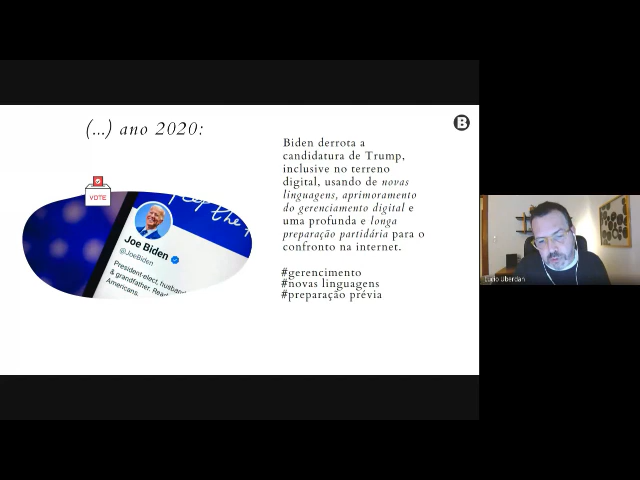 (...) ano 2020:
B
Biden derrota a
candidatura de Trump,
inclusive no terreno
digital, usando de novas
linguagens, aprimoramento
do gerenciamento digital e
uma profunda e longa
preparação partidária para o
confronto na internet.
#gerencimento
#novas linguagens
#preparação prévia
VOTE
Joe Biden
@JoeBiden
President-elect, husband
& grandfather.
Americans.
Uberdan